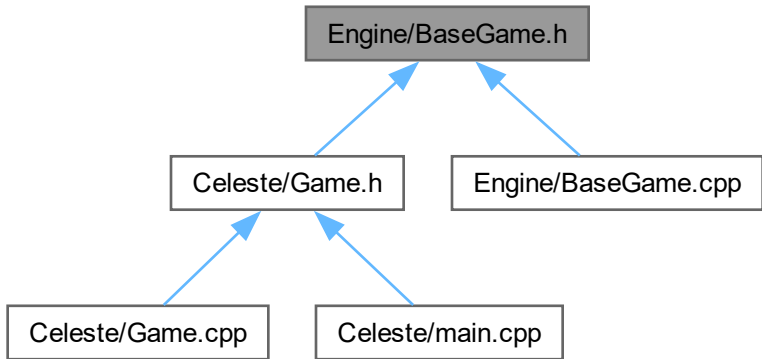 Engine/BaseGame.h
Celeste/Game.h
Engine/BaseGame.cpp
Celeste/Game.cpp
Celeste/main.cpp